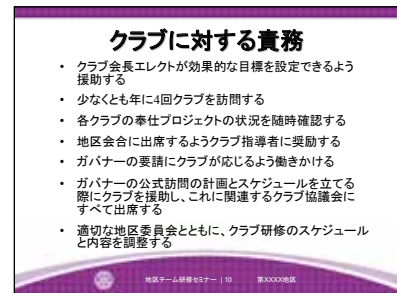 クラブに対する責務
• クラブ会長エレクトが効果的な目標を設定できるよう
援助する
• 少なくとも年に4回クラブを訪問する
• 各クラブの奉仕プロジェクトの状況を随時確認する
• 地区会合に出席するようクラブ指導者に奨励する
• ガバナーの要請にクラブが応じるよう働きかける
• ガバナーの公式訪問の計画とスケジュールを立てる
際にクラブを援助し、これに関連するクラブ協議会に
すべて出席する
• 適切な地区委員会とともに、クラブ研修のスケジュール
と内容を調整する
地区チーム研修セミナー | 10 第XXXX地区